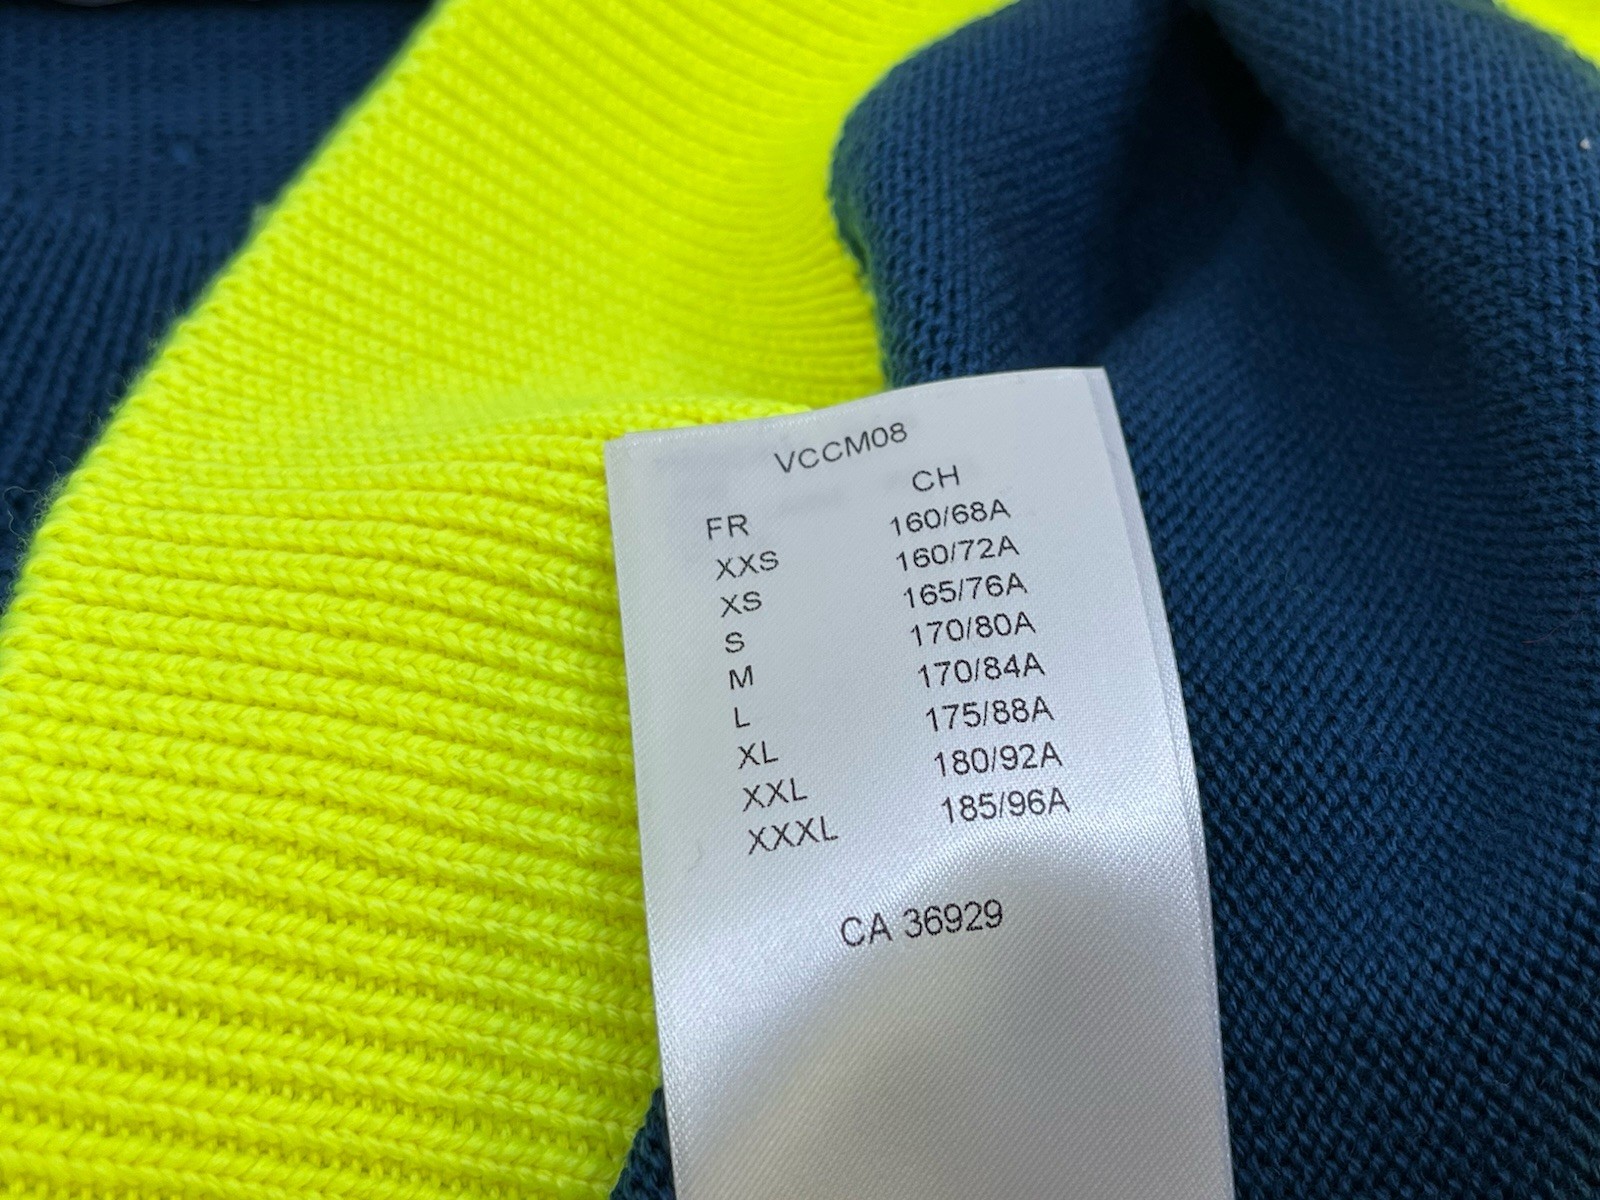 VCCM08
FR CH
XXS 160/68A
XS 160/72A
S 165/76A
M 170/80A
L 170/84A
XL 175/88A
XXL 180/92A
XXXL 185/96A
CA 36929